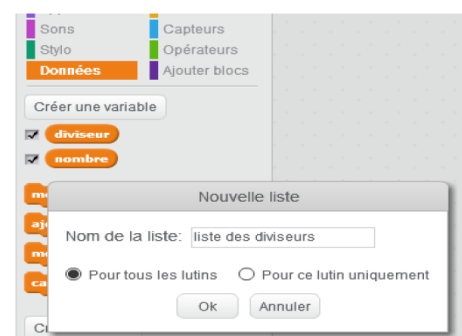 Sons Capteurs
Stylo Opérateurs
Données Ajouter blocs
Créer une variable
diviseur
nombre
Nouvelle liste
Nom de la liste: liste des diviseurs
Pour tous les lutins Pour ce lutin uniquement
Ok Annuler